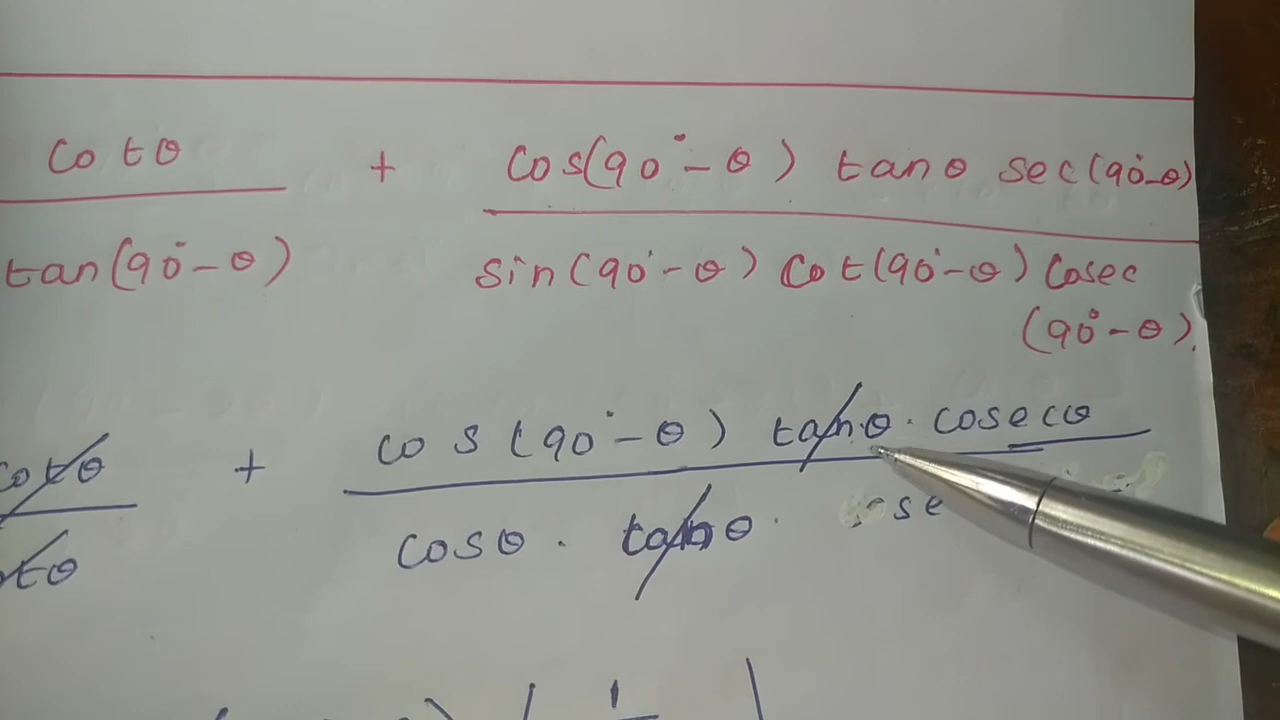 cot θ + cos(90° - θ) tan θ sec(90° - θ)
tan(90° - θ) sin(90° - θ) cot(90° - θ) cosec
(90° - θ).
cot θ + cos(90° - θ) tan θ · cosec θ
cos θ · tan θ ·
1